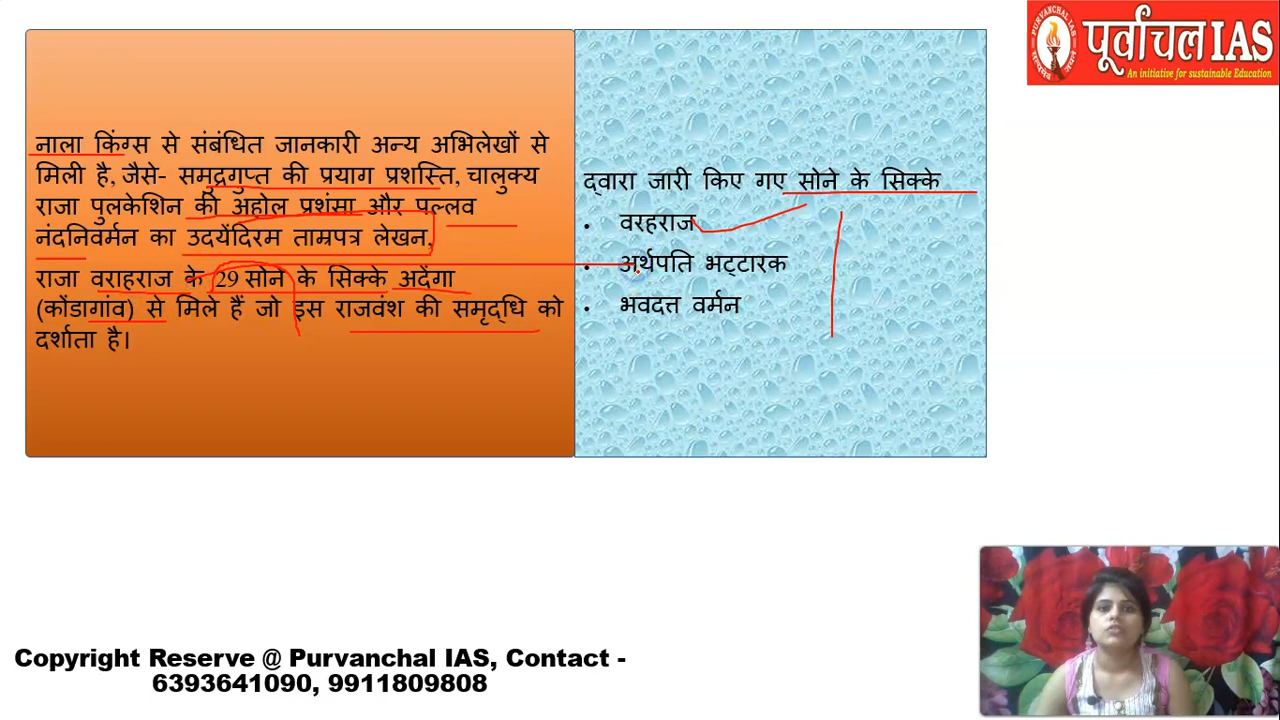 नाला किंग्स से संबंधित जानकारी अन्य अभिलेखों से
मिली है, जैसे- समुद्रगुप्त की प्रयाग प्रशस्ति, चालुक्य
राजा पुलकेशिन की अहोल प्रशंसा और पल्लव
नंदनिवर्मन का उदयेंदिरम ताम्रपत्र लेखन,
राजा वराहराज के 29 सोने के सिक्के अदेंगा
(कोंडागांव) से मिले हैं जो इस राजवंश की समृद्धि को
दर्शाता है।
द्वारा जारी किए गए सोने के सिक्के
• वरहराज
• अर्थपति भट्टारक
• भवदत्त वर्मन
PURVANCHAL IAS
पूर्वांचल IAS
An initiative for sustainable Education
Copyright Reserve @ Purvanchal IAS, Contact -
6393641090, 9911809808